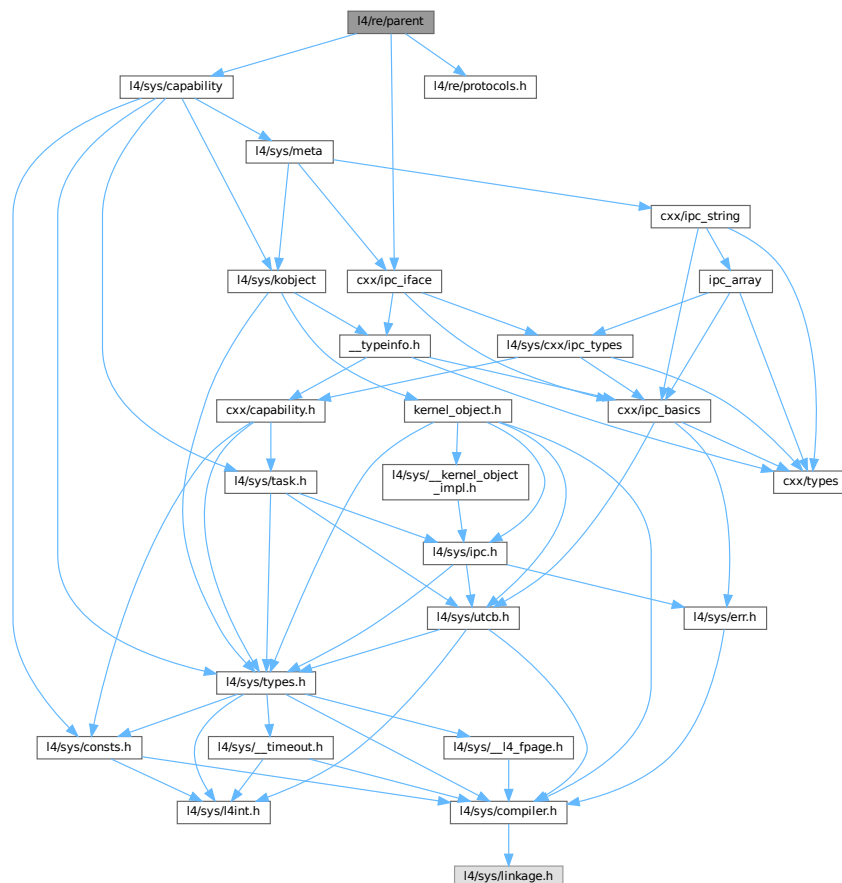 l4/re/parent
l4/sys/capability
l4/re/protocols.h
l4/sys/meta
cxx/ipc_string
l4/sys/kobject
cxx/ipc_iface
ipc_array
__typeinfo.h
l4/sys/cxx/ipc_types
cxx/capability.h
kernel_object.h
cxx/ipc_basics
l4/sys/task.h
l4/sys/__kernel_object
_impl.h
cxx/types
l4/sys/ipc.h
l4/sys/utcb.h
l4/sys/err.h
l4/sys/types.h
l4/sys/consts.h
l4/sys/__timeout.h
l4/sys/__l4_fpage.h
l4/sys/l4int.h
l4/sys/compiler.h
l4/sys/linkage.h